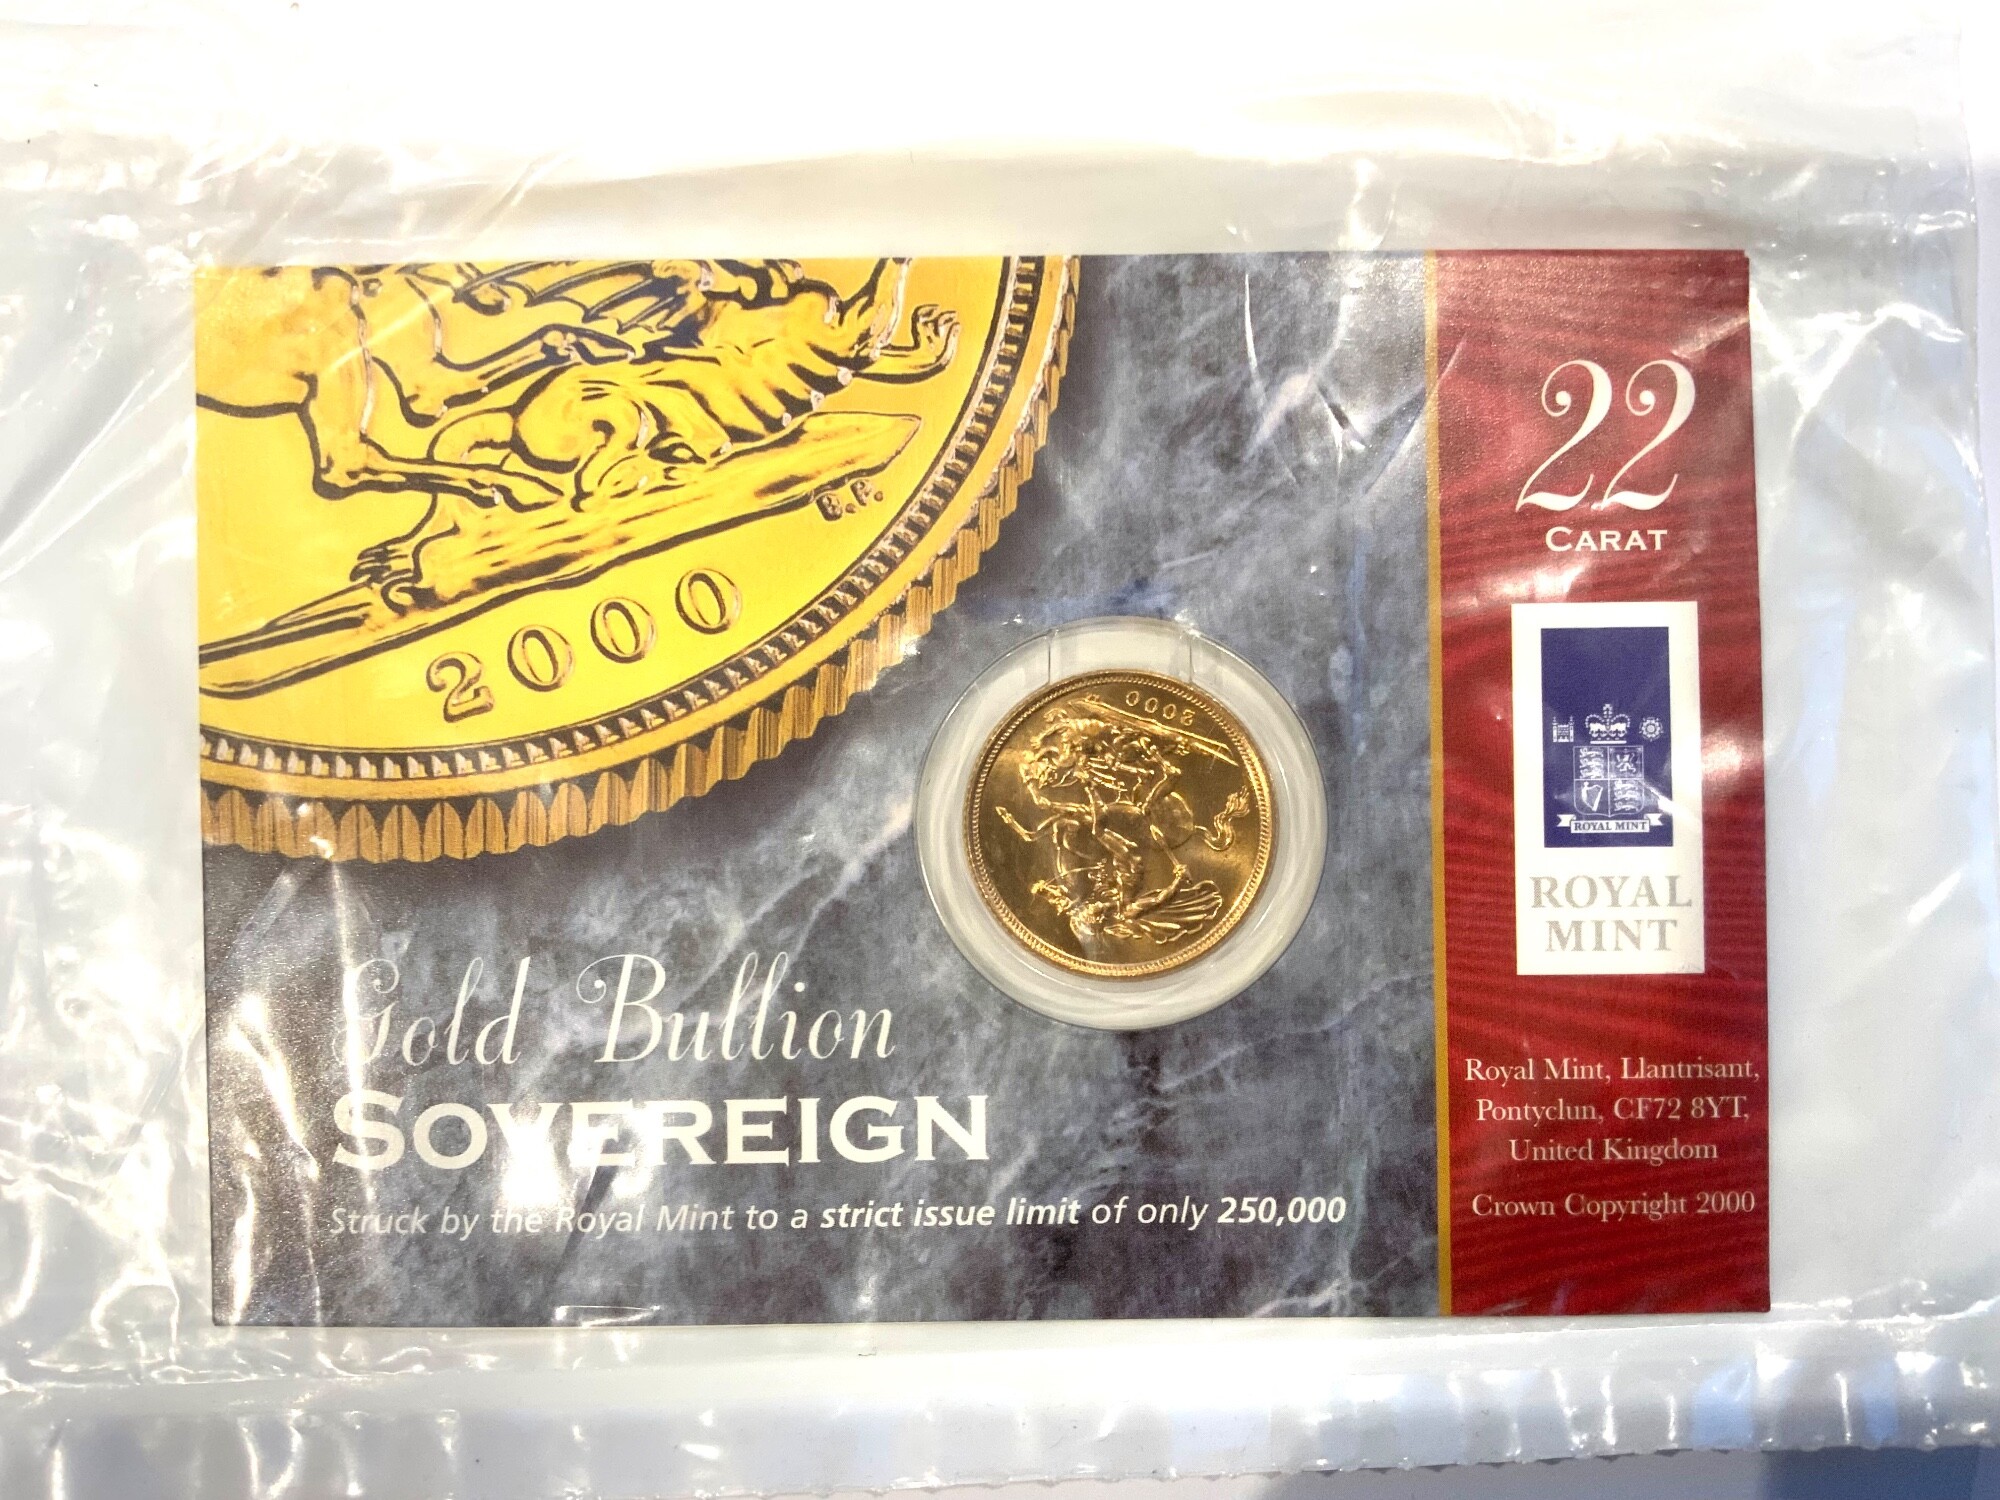 B.P.
2000
2000
Gold Bullion
SOVEREIGN
Struck by the Royal Mint to a strict issue limit of only 250,000
22
CARAT
ROYAL MINT
ROYAL
MINT
Royal Mint, Llantrisant,
Pontyclun, CF72 8YT,
United Kingdom
Crown Copyright 2000